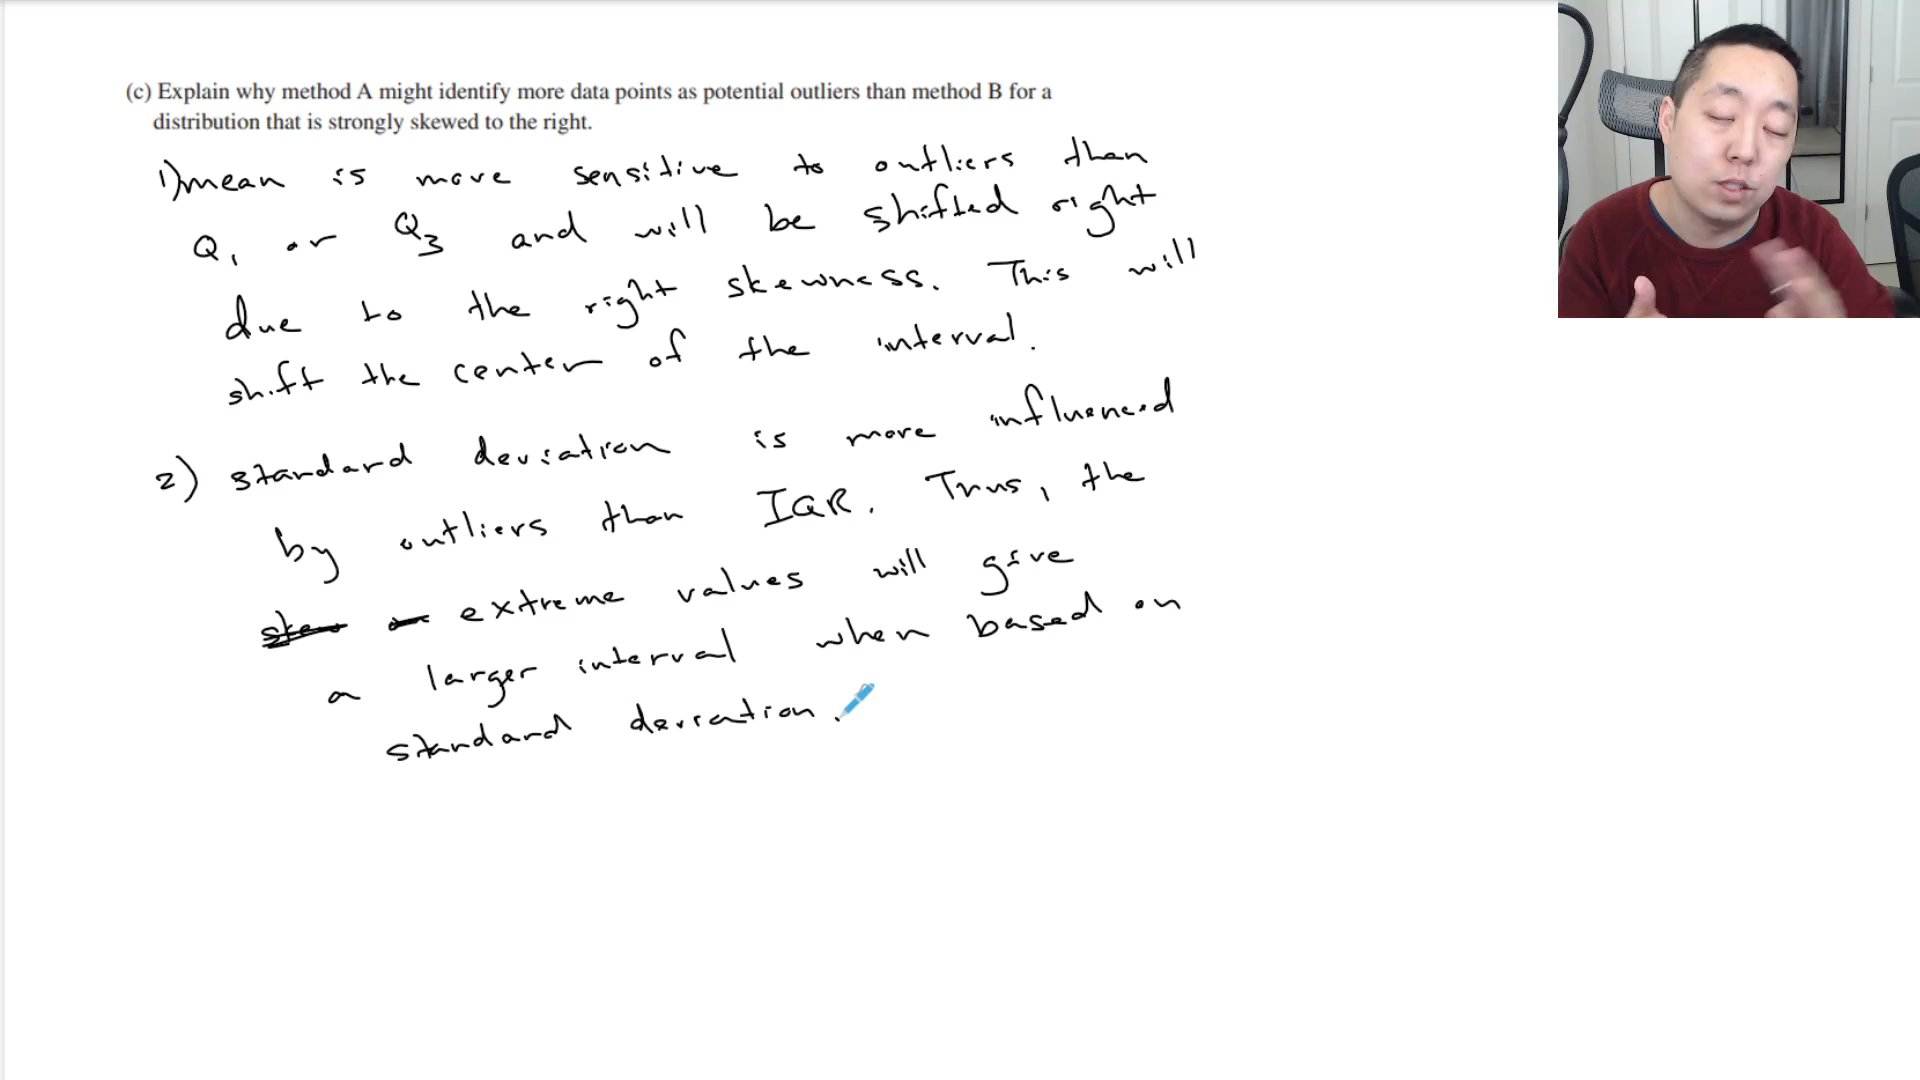 (c) Explain why method A might identify more data points as potential outliers than method B for a
distribution that is strongly skewed to the right.
1) mean is more sensitive to outliers than
Q1 or Q3 and will be shifted right
due to the right skewness. This will
shift the center of the interval.
2) standard deviation is more influenced
by outliers than IQR. Thus, the
extreme values will give
a larger interval when based on
standard deviation.